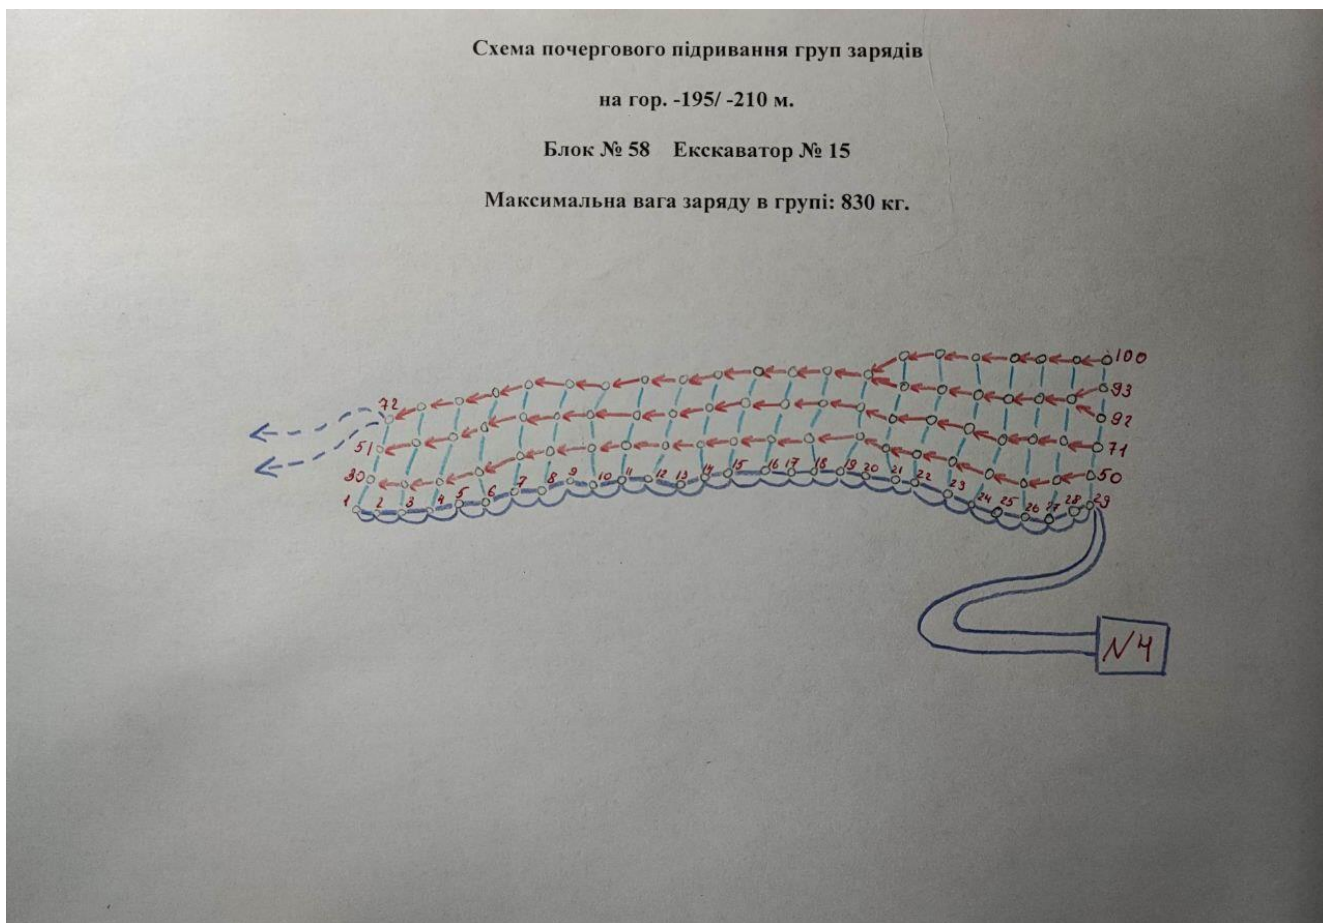 Схема почергового підривання груп зарядів
на гор. -195/ -210 м.
Блок № 58 Екскаватор № 15
Максимальна вага заряду в групі: 830 кг.
100
72
93
92
51
71
30
50
1 2 3 4 5 6 7 8 9 10 11 12 13 14 15 16 17 18 19 20 21 22 23 24 25 26 27 28 29
N4